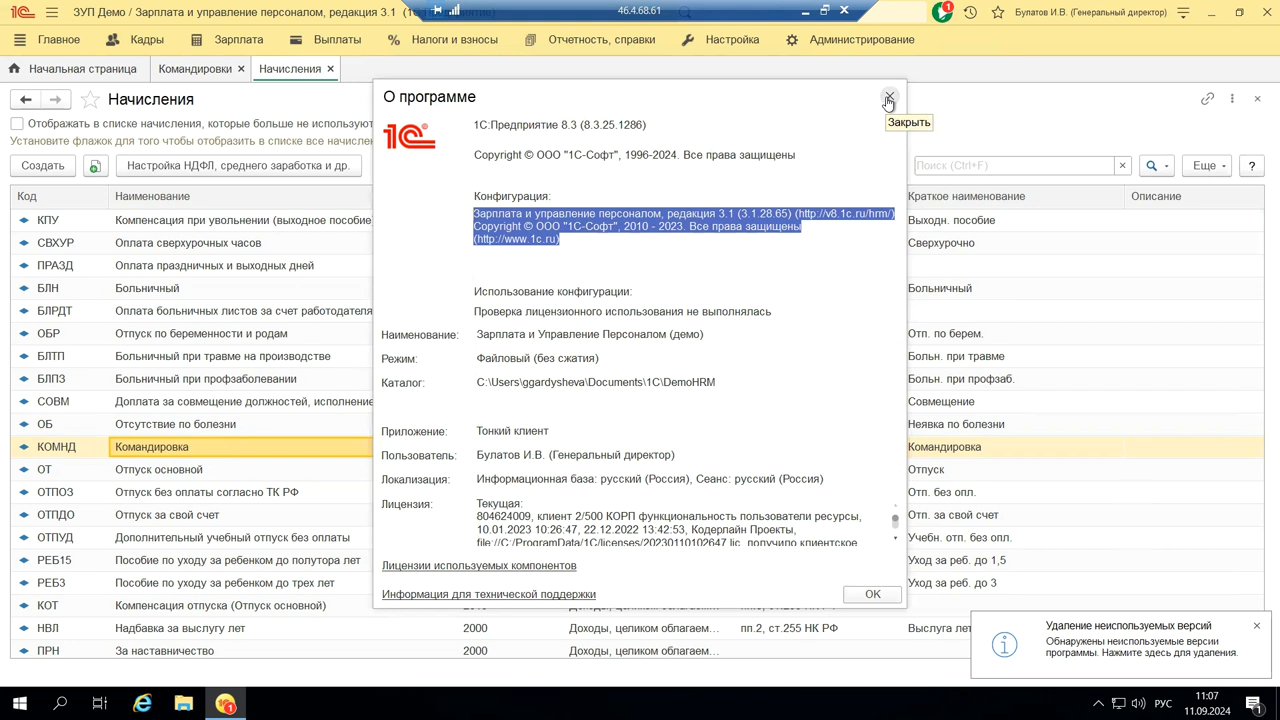 ЗУП Демо / Зарплата и управление персоналом, редакция 3.1 (1С:Предприятие)
46.4.68.61
1
Булатов И.В. (Генеральный директор)
Главное
Кадры
Зарплата
Выплаты
Налоги и взносы
Отчетность, справки
Настройка
Администрирование
Начальная страница
Командировки
Начисления
Начисления
Отображать в списке начисления, которые больше не используют
Установите флажок для того чтобы отобразить в списке все начислен
Создать
Настройка НДФЛ, среднего заработка и др.
Поиск (Ctrl+F)
Еще
?
Код
Наименование
Краткое наименование
Описание
КПУ
Компенсация при увольнении (выходное пособие)
Выходн. пособие
СВХУР
Оплата сверхурочных часов
Сверхурочно
ПРАЗД
Оплата праздничных и выходных дней
БЛН
Больничный
Больничный
БЛРДТ
Оплата больничных листов за счет работодателя
ОБР
Отпуск по беременности и родам
Отп. по берем.
БЛТП
Больничный при травме на производстве
Больн. при травме
БЛПЗ
Больничный при профзаболевании
Больн. при профзаб.
СОВМ
Доплата за совмещение должностей, исполнение
Совмещение
ОБ
Отсутствие по болезни
Неявка по болезни
КОМНД
Командировка
Командировка
ОТ
Отпуск основной
Отпуск
ОТПОЗ
Отпуск без оплаты согласно ТК РФ
Отп. без опл.
ОТПДО
Отпуск за свой счет
Отп. за свой счет
ОТПУД
Дополнительный учебный отпуск без оплаты
Учебн. отп. без опл.
РЕБ15
Пособие по уходу за ребенком до полутора лет
Уход за реб. до 1,5
РЕБ3
Пособие по уходу за ребенком до трех лет
Уход за реб. до 3
КОТ
Компенсация отпуска (Отпуск основной)
НВЛ
Надбавка за выслугу лет
2000
Доходы, целиком облагаем…
пп.2, ст.255 НК РФ
Выслуга лет
ПРН
За наставничество
2000
Доходы, целиком облагаем…
О программе
Закрыть
1С
1С:Предприятие 8.3 (8.3.25.1286)
Copyright © ООО "1С-Софт", 1996-2024. Все права защищены
Конфигурация:
Зарплата и управление персоналом, редакция 3.1 (3.1.28.65) (http://v8.1c.ru/hrm/)
Copyright © ООО "1С-Софт", 2010 - 2023. Все права защищены
(http://www.1c.ru)
Использование конфигурации:
Проверка лицензионного использования не выполнялась
Наименование: Зарплата и Управление Персоналом (демо)
Режим: Файловый (без сжатия)
Каталог: C:\Users\ggardysheva\Documents\1C\DemoHRM
Приложение: Тонкий клиент
Пользователь: Булатов И.В. (Генеральный директор)
Локализация: Информационная база: русский (Россия), Сеанс: русский (Россия)
Лицензия: Текущая:
804624009, клиент 2/500 КОРП функциональность пользователи ресурсы,
10.01.2023 10:26:47, 22.12.2022 13:42:53, Кодерлайн Проекты,
file://C:/ProgramData/1C/licenses/20230110102647.lic, получило клиентское
Лицензии используемых компонентов
Информация для технической поддержки
OK
Удаление неиспользуемых версий
Обнаружены неиспользуемые версии
программы. Нажмите здесь для удаления.
РУС
11:07
11.09.2024
1
1